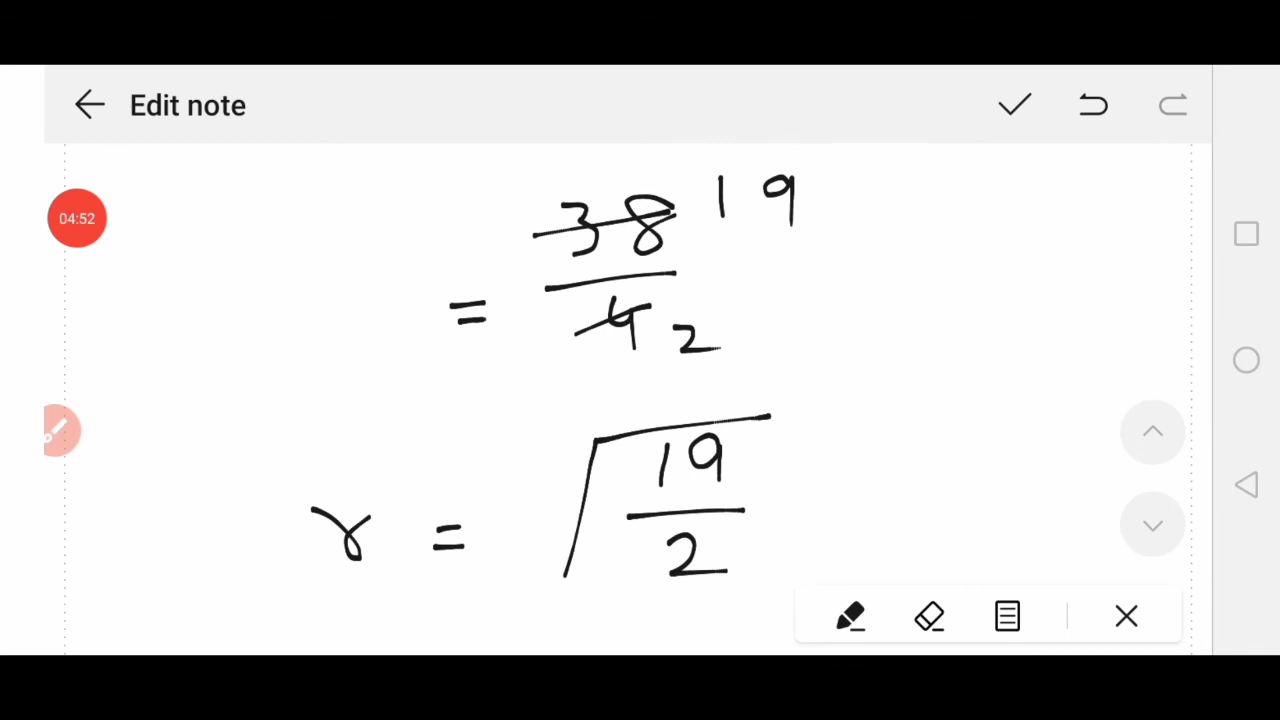 Edit note
04:52
= 38/4 19 2
r = √19/2